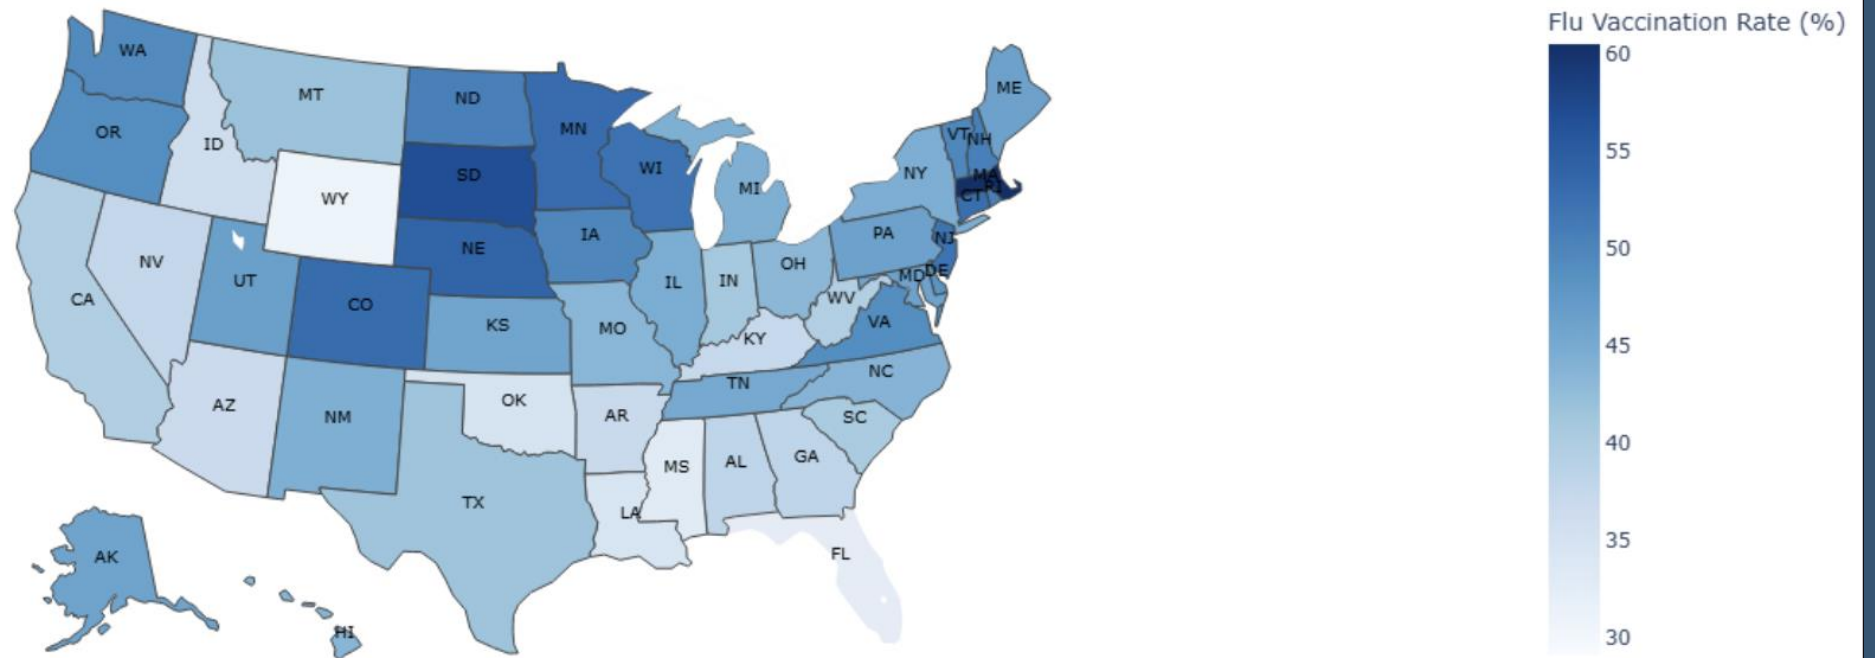 Flu Vaccination Rate (%)
60
55
50
45
40
35
30
WA
MT
ND
MN
ME
OR
ID
SD
WI
MI
NY
VT
NH
MA
RI
CT
WY
NE
IA
PA
NJ
NV
UT
CO
IL
IN
OH
MD
DE
WV
CA
KS
MO
KY
VA
AZ
NM
OK
AR
TN
NC
SC
TX
MS
AL
GA
LA
FL
AK
HI